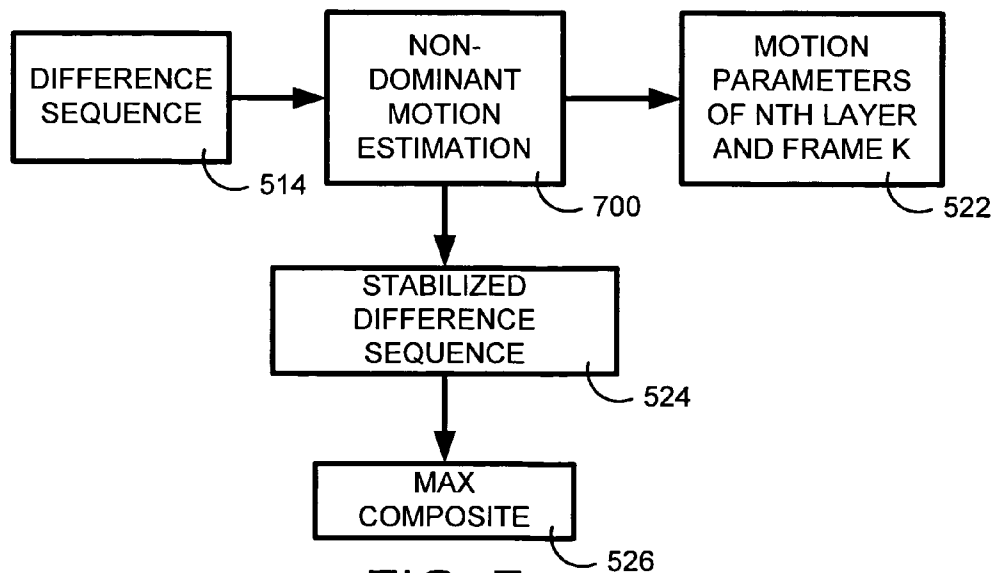 DIFFERENCE
SEQUENCE
514
NON-
DOMINANT
MOTION
ESTIMATION
700
MOTION
PARAMETERS
OF NTH LAYER
AND FRAME K
522
STABILIZED
DIFFERENCE
SEQUENCE
524
MAX
COMPOSITE
526